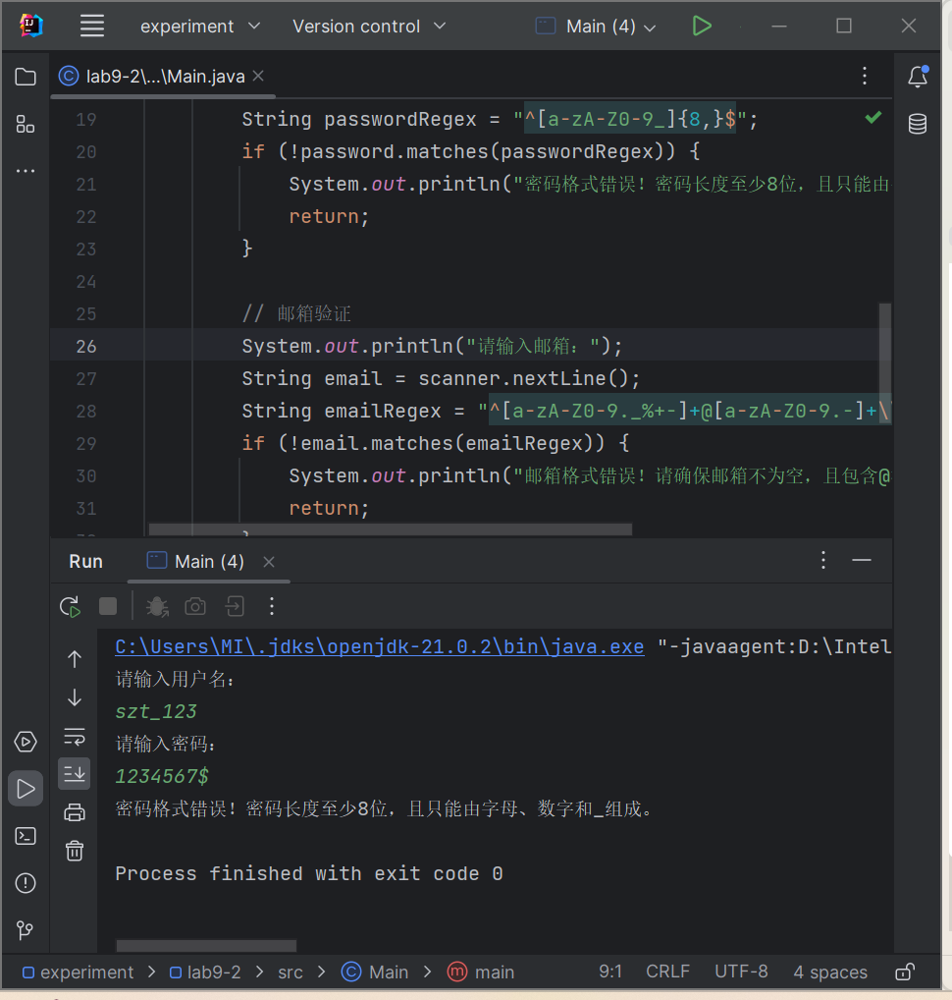 experiment Version control Main (4)
lab9-2\...\Main.java
19 String passwordRegex = "^[a-zA-Z0-9_]{8,}$";
20 if (!password.matches(passwordRegex)) {
21 System.out.println("密码格式错误！密码长度至少8位，且只能由
22 return;
23 }
24
25 // 邮箱验证
26 System.out.println("请输入邮箱：");
27 String email = scanner.nextLine();
28 String emailRegex = "^[a-zA-Z0-9._%+-]+@[a-zA-Z0-9.-]+\
29 if (!email.matches(emailRegex)) {
30 System.out.println("邮箱格式错误！请确保邮箱不为空，且包含@
31 return;
Run Main (4)
C:\Users\MI\.jdks\openjdk-21.0.2\bin\java.exe "-javaagent:D:\Intel
请输入用户名：
szt_123
请输入密码：
1234567$
密码格式错误！密码长度至少8位，且只能由字母、数字和_组成。
Process finished with exit code 0
experiment > lab9-2 > src > Main > main 9:1 CRLF UTF-8 4 spaces